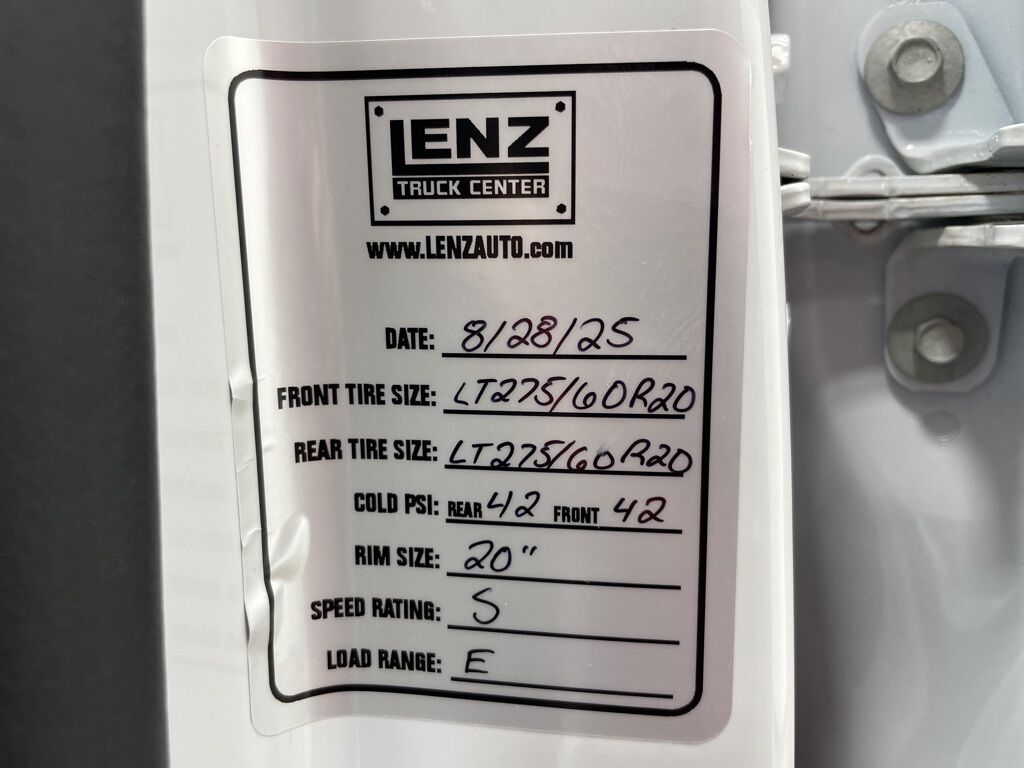 LENZ
TRUCK CENTER
www.LENZAUTO.com
DATE: 8/28/25
FRONT TIRE SIZE: LT275/60R20
REAR TIRE SIZE: LT275/60R20
COLD PSI: REAR 42 FRONT 42
RIM SIZE: 20"
SPEED RATING: S
LOAD RANGE: E